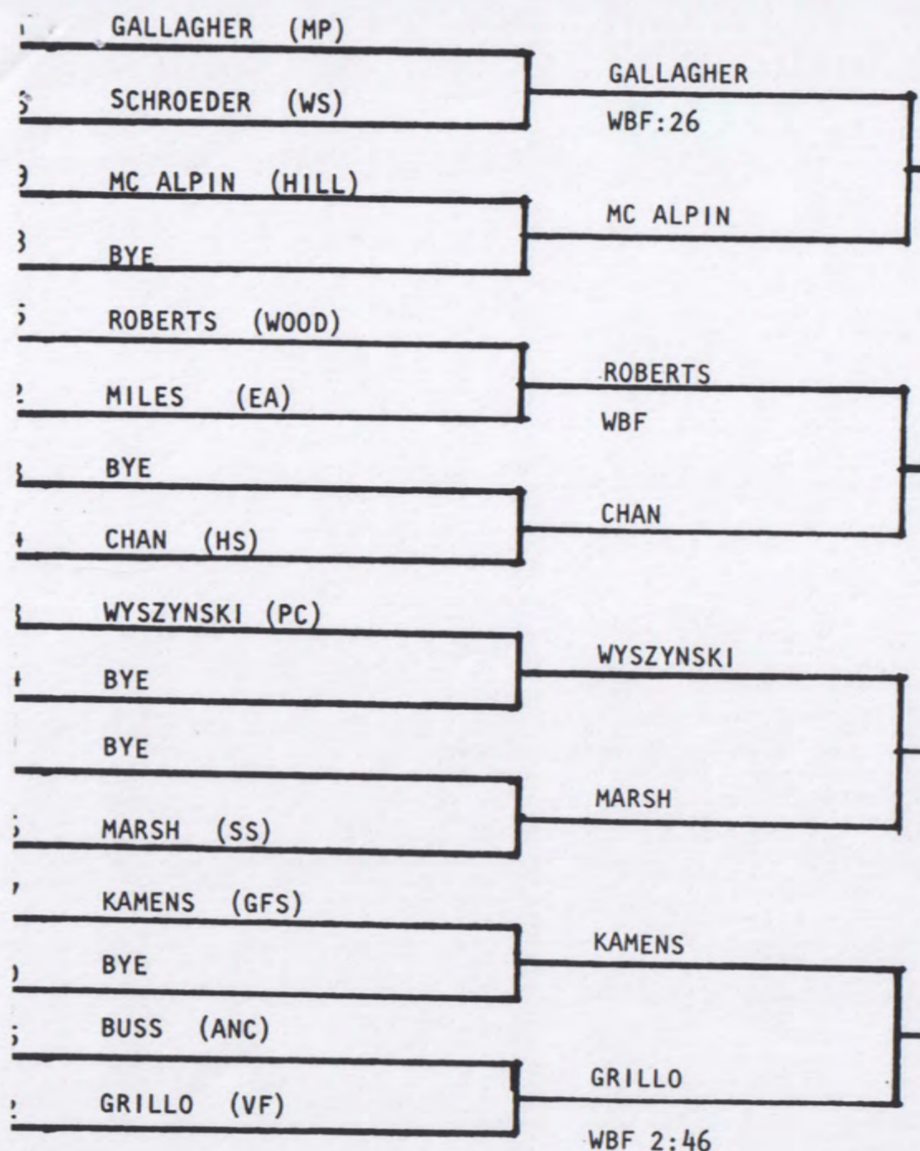 GALLAGHER (MP)
SCHROEDER (WS)
MC ALPIN (HILL)
BYE
ROBERTS (WOOD)
MILES (EA)
BYE
CHAN (HS)
WYSZYNSKI (PC)
BYE
BYE
MARSH (SS)
KAMENS (GFS)
BYE
BUSS (ANC)
GRILLO (VF)
GALLAGHER
WBF:26
MC ALPIN
ROBERTS
WBF
CHAN
WYSZYNSKI
MARSH
KAMENS
GRILLO
WBF 2:46